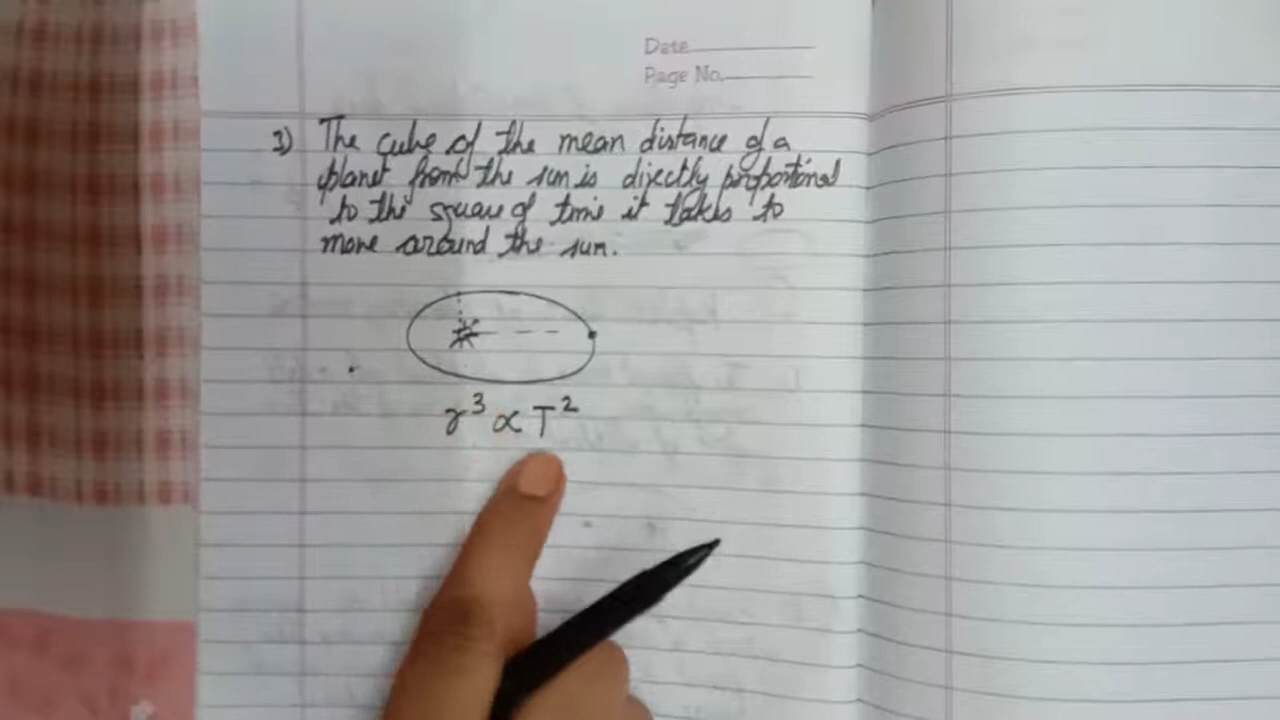 Date
Page No.
3) The cube of the mean distance of a
planet from the sun is directly proportional
to the square of time it takes to
move around the sun.
r³ ∝ T²